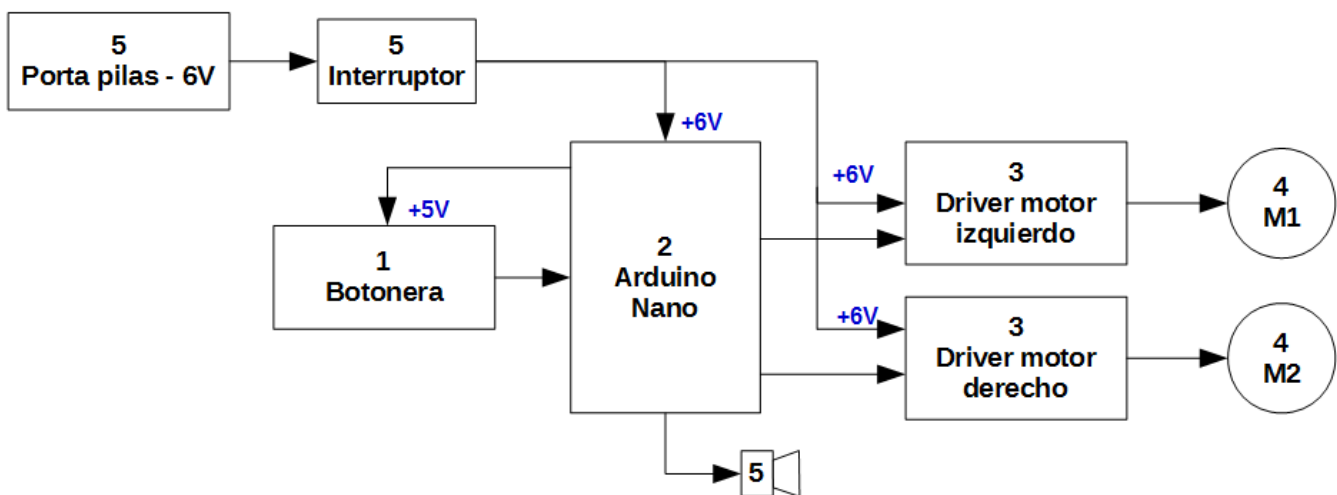 5
Porta pilas - 6V
5
Interruptor
+6V
+5V
1
Botonera
2
Arduino
Nano
+6V
3
Driver motor
izquierdo
4
M1
+6V
3
Driver motor
derecho
4
M2
5